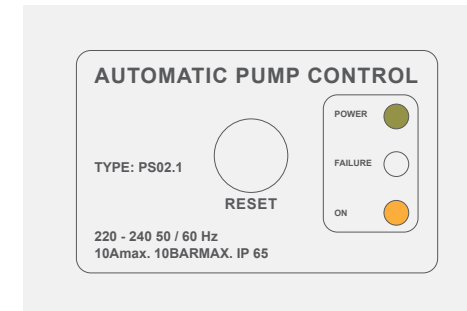 AUTOMATIC PUMP CONTROL
POWER
TYPE: PS02.1
FAILURE
RESET
ON
220 - 240 50 / 60 Hz
10Amax. 10BARMAX. IP 65